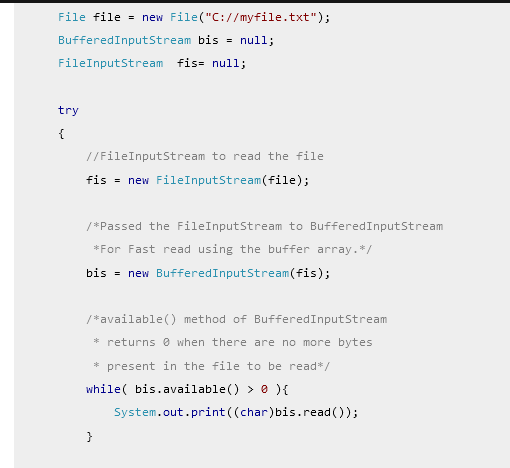 File file = new File("C://myfile.txt");
BufferedInputStream bis = null;
FileInputStream  fis= null;
try
{
//FileInputStream to read the file
fis = new FileInputStream(file);
/*Passed the FileInputStream to BufferedInputStream
*For Fast read using the buffer array.*/
bis = new BufferedInputStream(fis);
/*available() method of BufferedInputStream
* returns 0 when there are no more bytes
* present in the file to be read*/
while( bis.available() > 0 ){
System.out.print((char)bis.read());
}